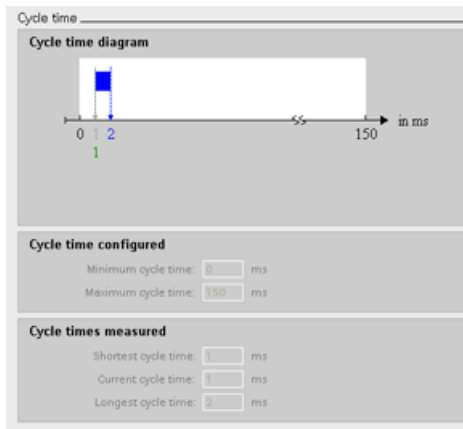 Cycle time
Cycle time diagram
0 1 2 150 in ms
1
Cycle time configured
Minimum cycle time: 0 ms
Maximum cycle time: 150 ms
Cycle times measured
Shortest cycle time: 1 ms
Current cycle time: 1 ms
Longest cycle time: 2 ms